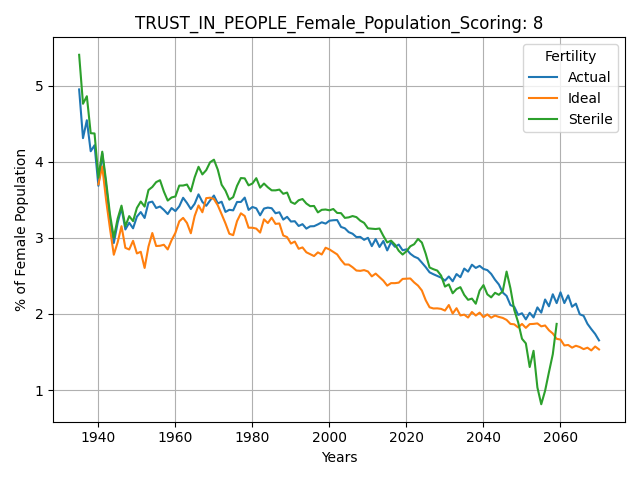 TRUST_IN_PEOPLE_Female_Population_Scoring: 8
Fertility
Actual
Ideal
Sterile
% of Female Population
5
4
3
2
1
1940 1960 1980 2000 2020 2040 2060
Years